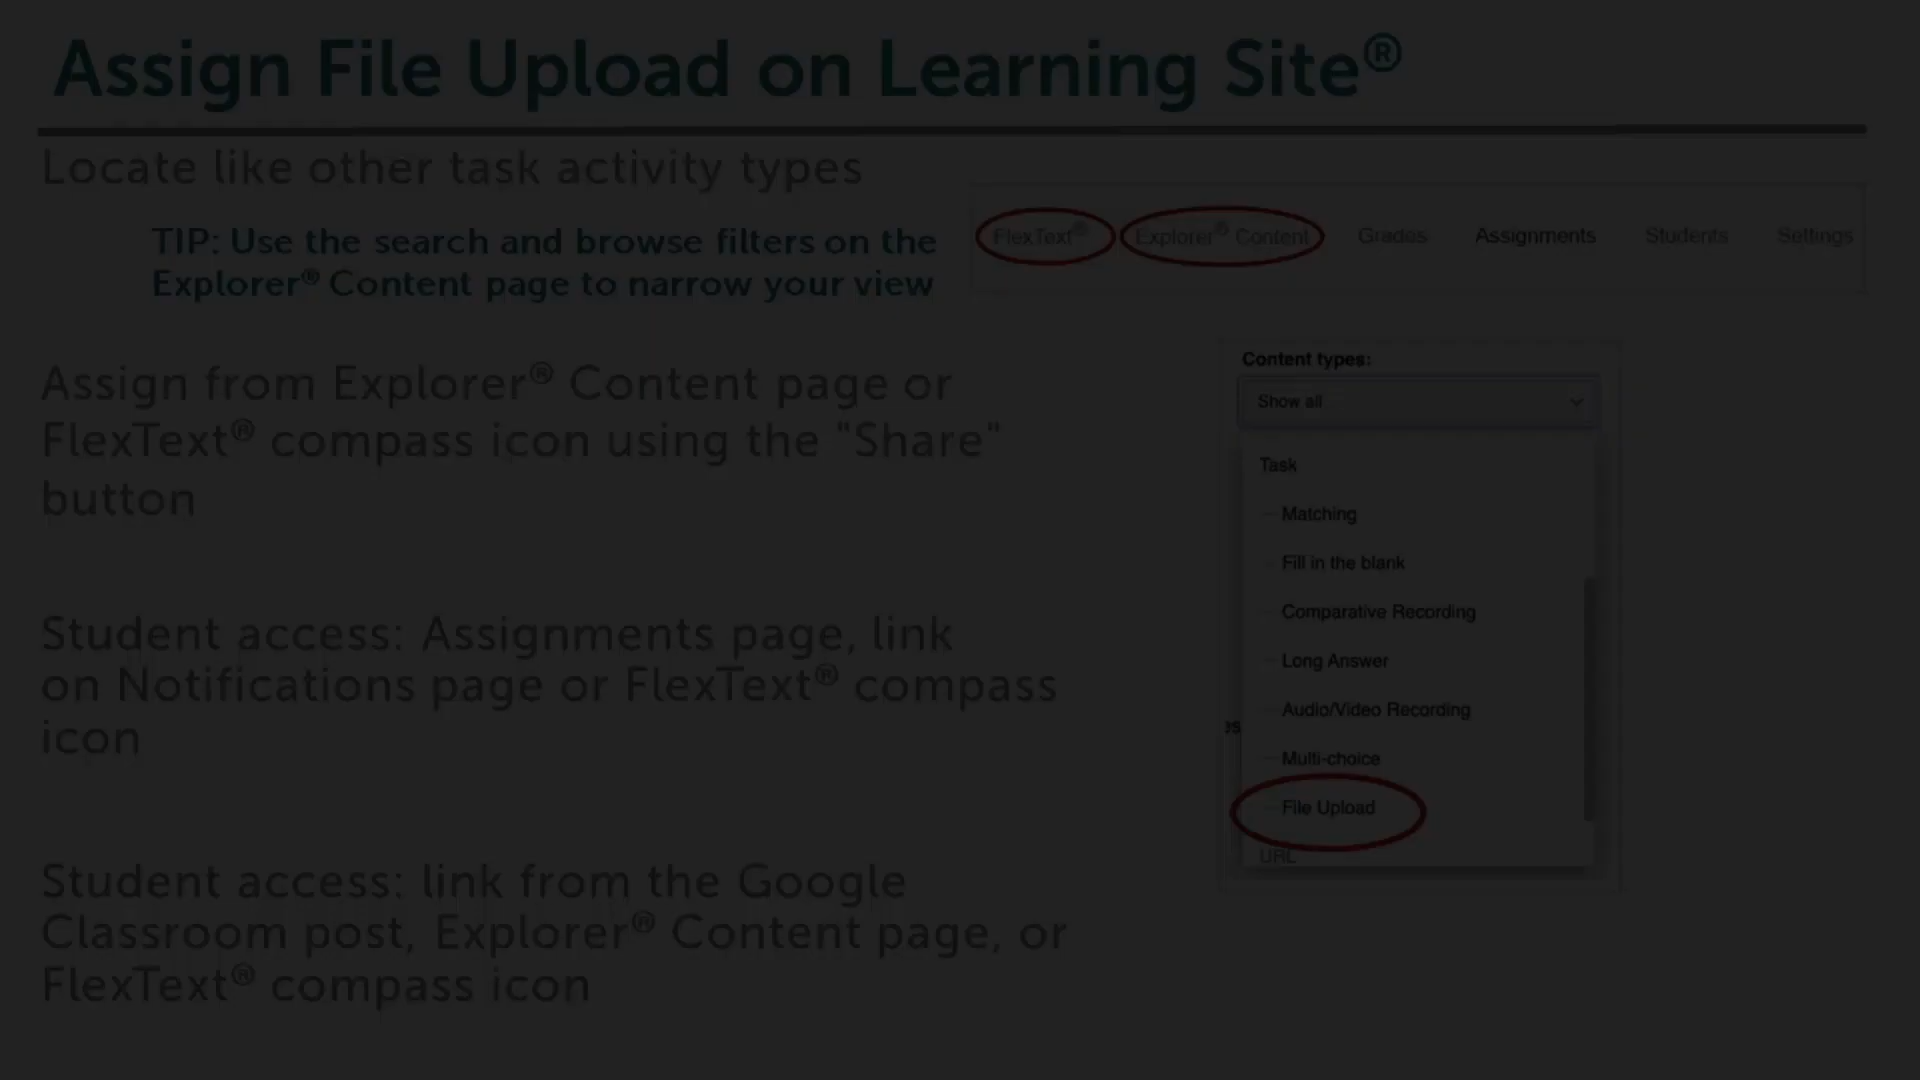 Assign File Upload on Learning Site®
Locate like other task activity types
TIP: Use the search and browse filters on the
Explorer® Content page to narrow your view
FlexText® Explorer® Content Grades Assignments Students Settings
Assign from Explorer® Content page or
FlexText® compass icon using the "Share"
button
Student access: Assignments page, link
on Notifications page or FlexText® compass
icon
Student access: link from the Google
Classroom post, Explorer® Content page, or
FlexText® compass icon
Content types:
Show all
Task
Matching
Fill in the blank
Comparative Recording
Long Answer
Audio/Video Recording
es
Multi-choice
File Upload
URL